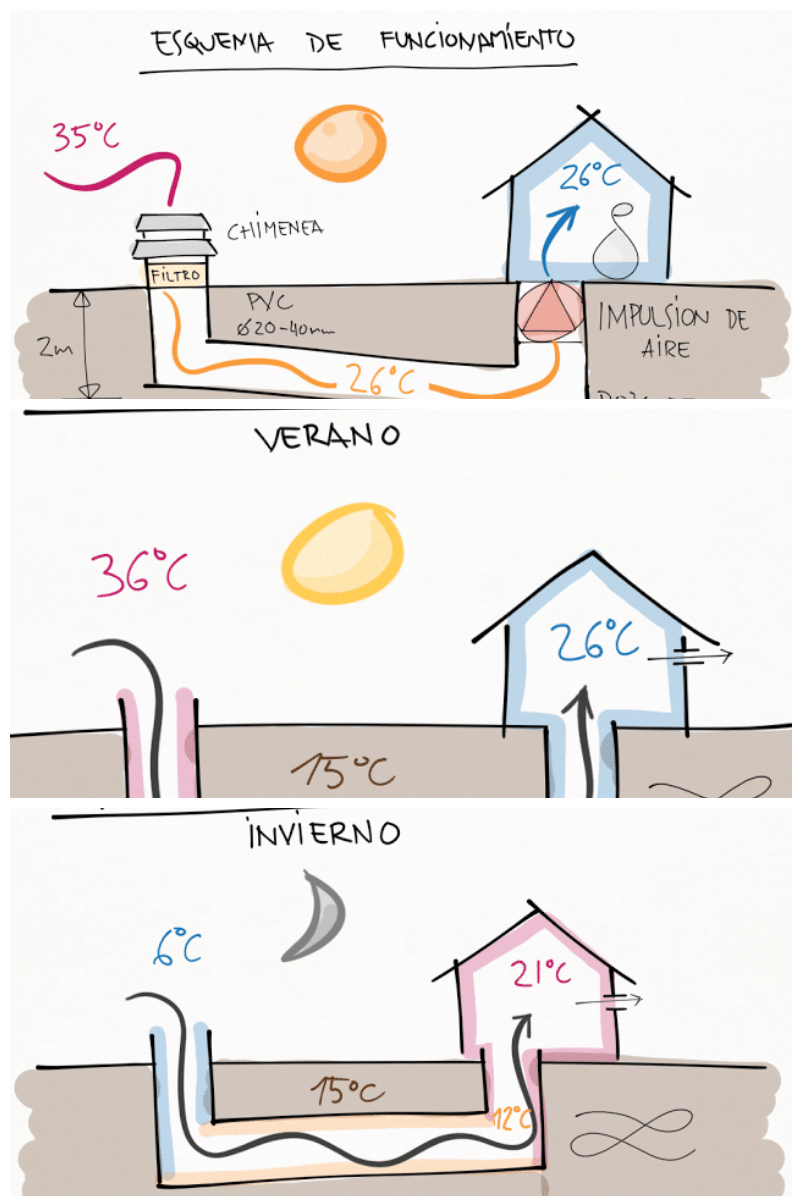 ESQUEMA DE FUNCIONAMIENTO
35°C
26°C
CHIMENEA
FILTRO
PVC
Ø20-40mm
2m
26°C
IMPULSION DE
AIRE
VERANO
36°C
26°C
15°C
INVIERNO
6°C
21°C
15°C
12°C